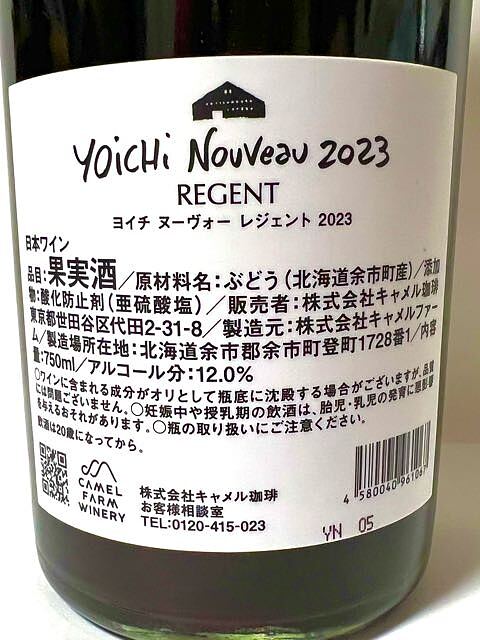 YOiCHi NouVeau 2023
REGENT
ヨイチ ヌーヴォー レジェント 2023
日本ワイン
品目:果実酒/原材料名:ぶどう(北海道余市町産)/添加
物:酸化防止剤(亜硫酸塩)/販売者:株式会社キャメル珈琲
東京都世田谷区代田2-31-8/製造元:株式会社キャメルファー
ム/製造場所在地:北海道余市郡余市町登町1728番1/内容
量:750ml/アルコール分:12.0%
○ワインに含まれる成分がオリとして瓶底に沈殿する場合がございますが、品質
には問題ございません。○妊娠中や授乳期の飲酒は、胎児・乳児の発育に悪影響
を与えるおそれがあります。○瓶の取り扱いにご注意ください。
飲酒は20歳になってから。
CAMEL
FARM
WINERY
株式会社キャメル珈琲
お客様相談室
TEL:0120-415-023
4 580040 961067
YN 05